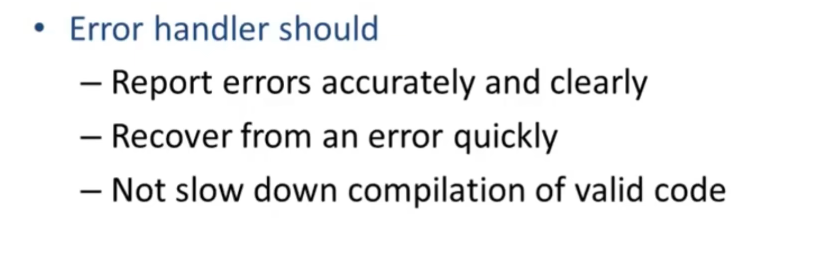 • Error handler should
– Report errors accurately and clearly
– Recover from an error quickly
– Not slow down compilation of valid code